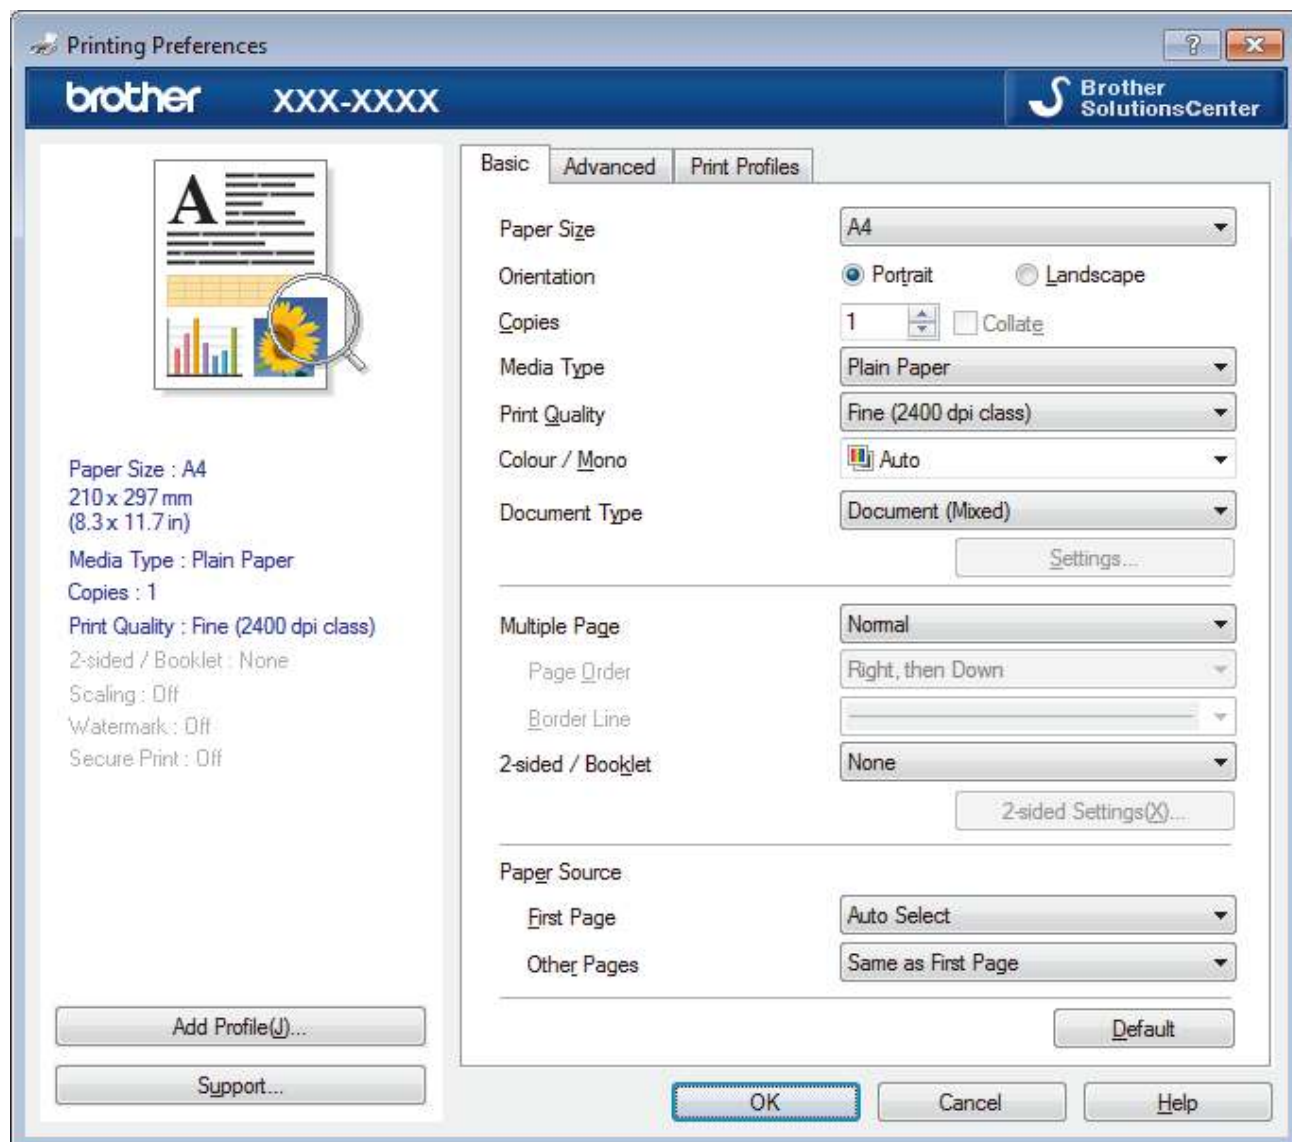 Printing Preferences
brother XXX-XXXX
Brother
SolutionsCenter
A
Paper Size : A4
210 x 297 mm
(8.3 x 11.7 in)
Media Type : Plain Paper
Copies : 1
Print Quality : Fine (2400 dpi class)
2-sided / Booklet : None
Scaling : Off
Watermark : Off
Secure Print : Off
Add Profile(J)...
Support...
Basic Advanced Print Profiles
Paper Size A4
Orientation Portrait Landscape
Copies 1 Collate
Media Type Plain Paper
Print Quality Fine (2400 dpi class)
Colour / Mono Auto
Document Type Document (Mixed)
Settings...
Multiple Page Normal
Page Order Right, then Down
Border Line
2-sided / Booklet None
2-sided Settings(X)...
Paper Source
First Page Auto Select
Other Pages Same as First Page
Default
OK Cancel Help